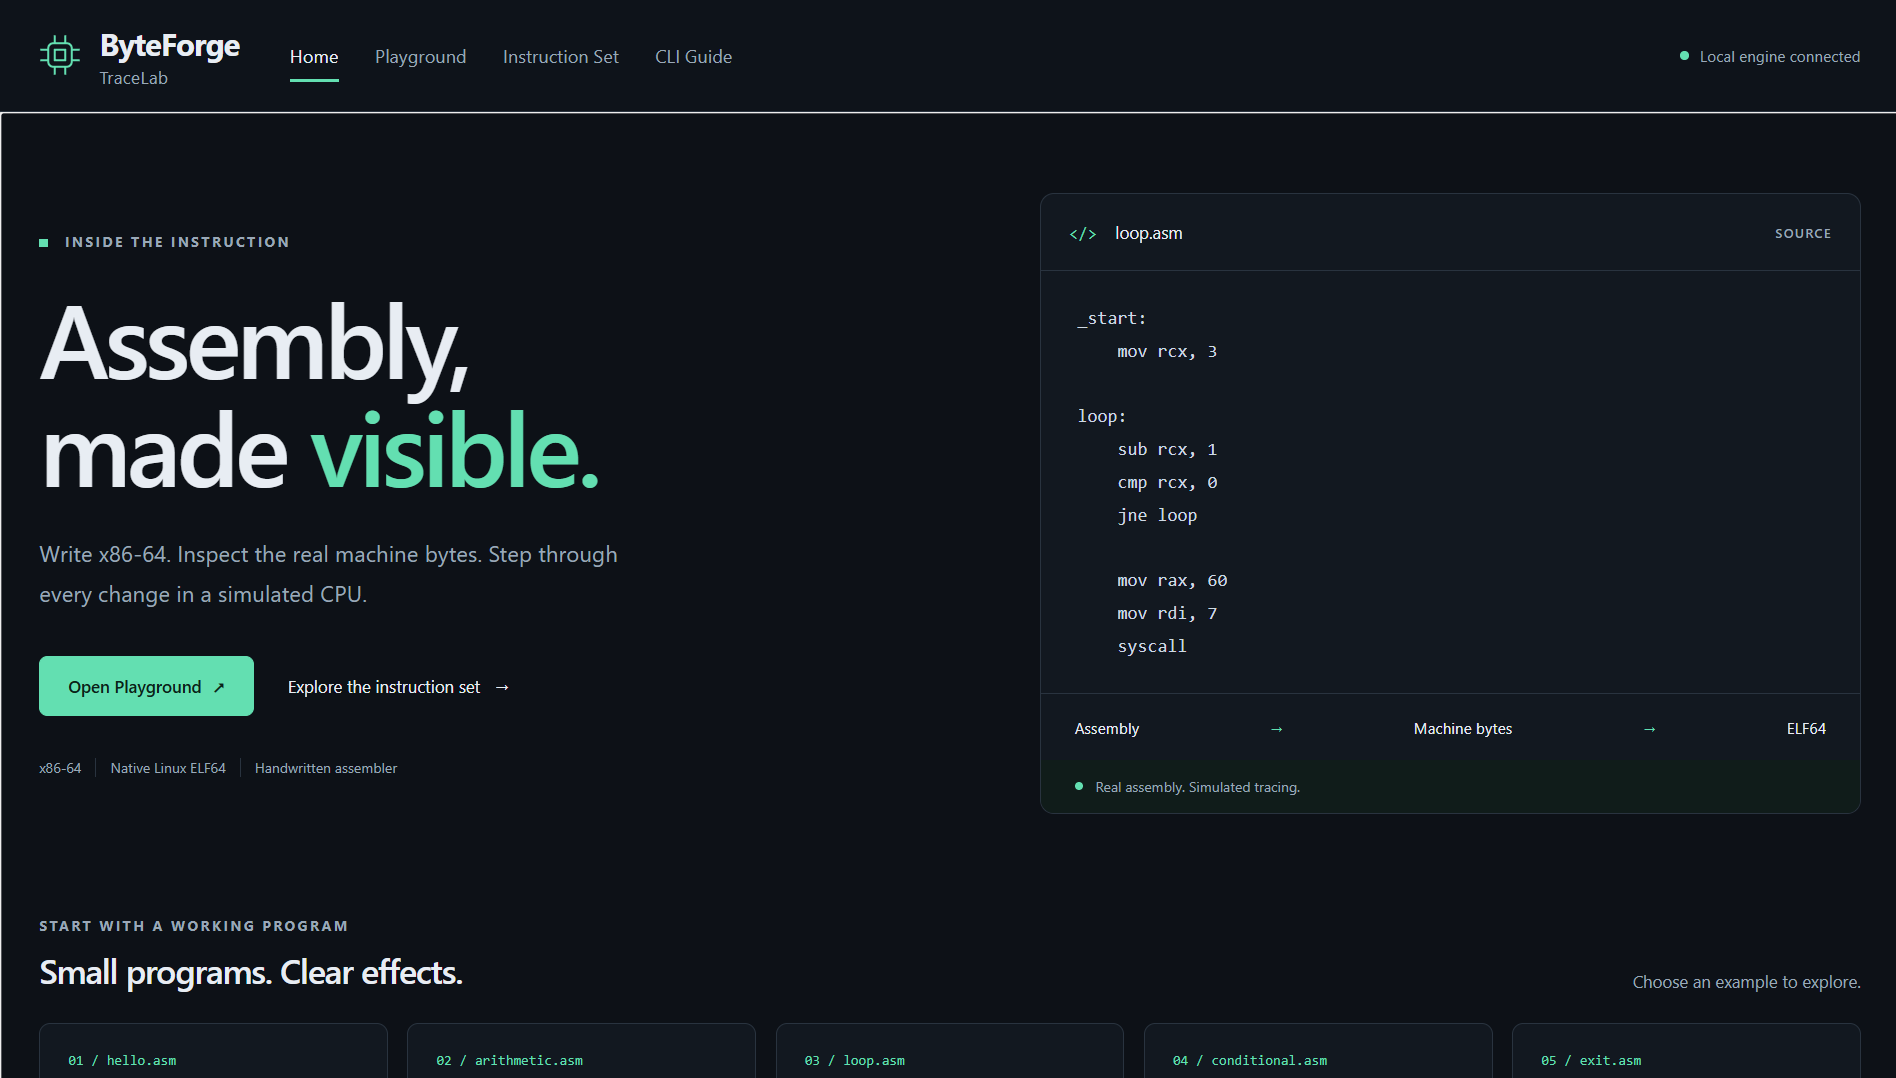 ByteForge
TraceLab
Home
Playground
Instruction Set
CLI Guide
Local engine connected
INSIDE THE INSTRUCTION
Assembly,
made visible.
Write x86-64. Inspect the real machine bytes. Step through
every change in a simulated CPU.
Open Playground ↗
Explore the instruction set →
x86-64
Native Linux ELF64
Handwritten assembler
</> loop.asm
SOURCE
_start:
    mov rcx, 3
loop:
    sub rcx, 1
    cmp rcx, 0
    jne loop
    mov rax, 60
    mov rdi, 7
    syscall
Assembly → Machine bytes → ELF64
Real assembly. Simulated tracing.
START WITH A WORKING PROGRAM
Small programs. Clear effects.
Choose an example to explore.
01 / hello.asm
02 / arithmetic.asm
03 / loop.asm
04 / conditional.asm
05 / exit.asm